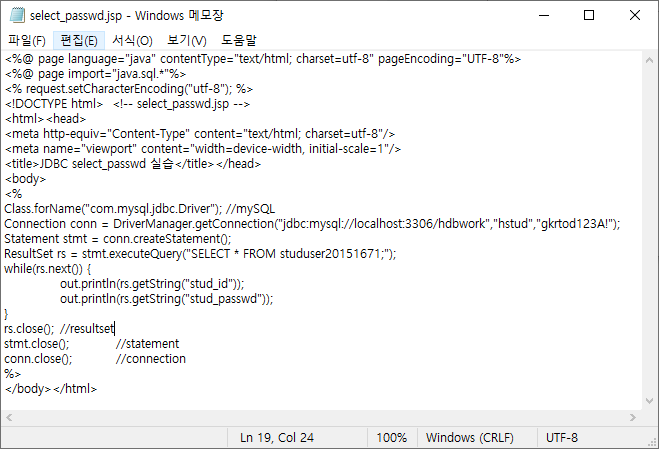 select_passwd.jsp - Windows 메모장
파일(F) 편집(E) 서식(O) 보기(V) 도움말
<%@ page language="java" contentType="text/html; charset=utf-8" pageEncoding="UTF-8"%>
<%@ page import="java.sql.*"%>
<% request.setCharacterEncoding("utf-8"); %>
<!DOCTYPE html> <!-- select_passwd.jsp -->
<html><head>
<meta http-equiv="Content-Type" content="text/html; charset=utf-8"/>
<meta name="viewport" content="width=device-width, initial-scale=1"/>
<title>JDBC select_passwd 실습</title></head>
<body>
<%
Class.forName("com.mysql.jdbc.Driver"); //mySQL
Connection conn = DriverManager.getConnection("jdbc:mysql://localhost:3306/hdbwork","hstud","gkrtod123A!");
Statement stmt = conn.createStatement();
ResultSet rs = stmt.executeQuery("SELECT * FROM studuser20151671;");
while(rs.next()) {
out.println(rs.getString("stud_id"));
out.println(rs.getString("stud_passwd"));
}
rs.close(); //resultset
stmt.close(); //statement
conn.close(); //connection
%>
</body></html>
Ln 19, Col 24 100% Windows (CRLF) UTF-8